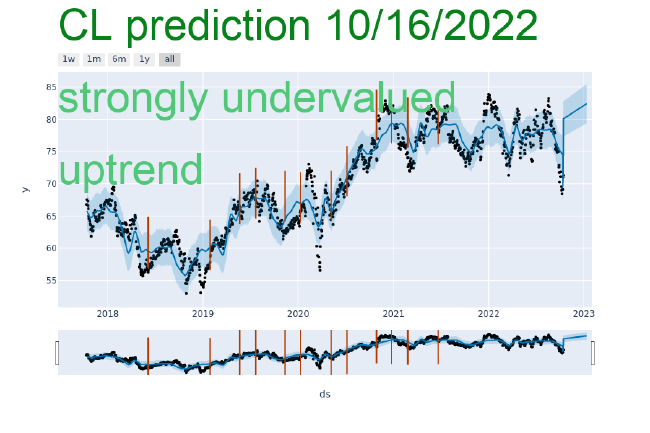 CL prediction 10/16/2022
1w 1m 6m 1y all
strongly undervalued
uptrend
85
80
75
70
65
60
55
y
2018 2019 2020 2021 2022 2023
ds